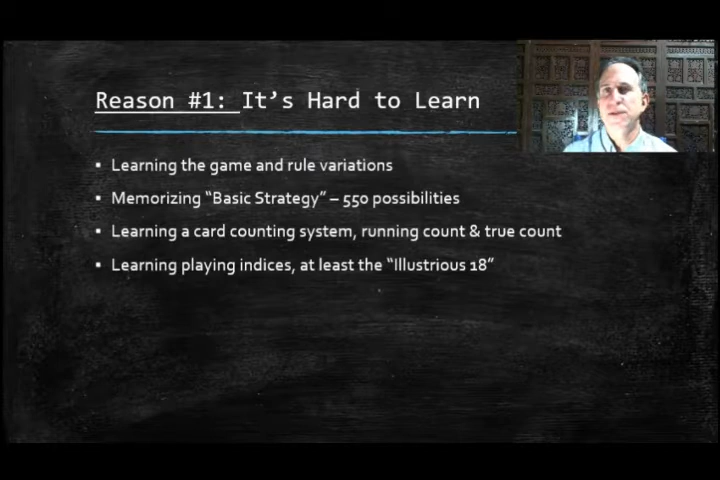 Reason #1: It's Hard to Learn
▪ Learning the game and rule variations
▪ Memorizing “Basic Strategy” – 550 possibilities
▪ Learning a card counting system, running count & true count
▪ Learning playing indices, at least the “Illustrious 18”